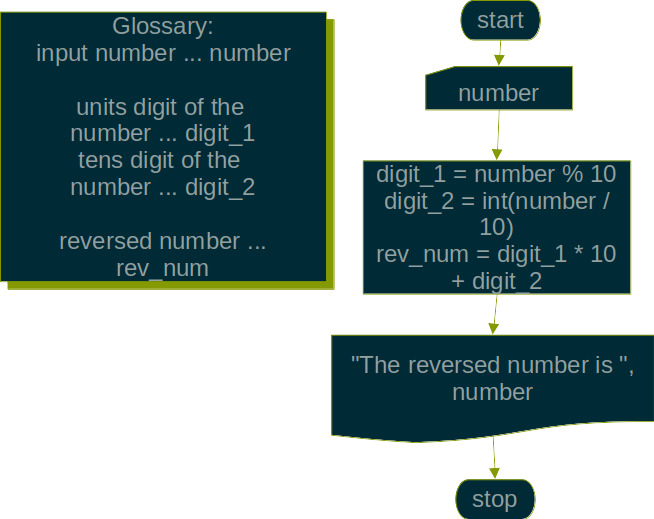 Glossary:
input number ... number
units digit of the
number ... digit_1
tens digit of the
number ... digit_2
reversed number ...
rev_num
start
number
digit_1 = number % 10
digit_2 = int(number /
10)
rev_num = digit_1 * 10
+ digit_2
"The reversed number is ",
number
stop